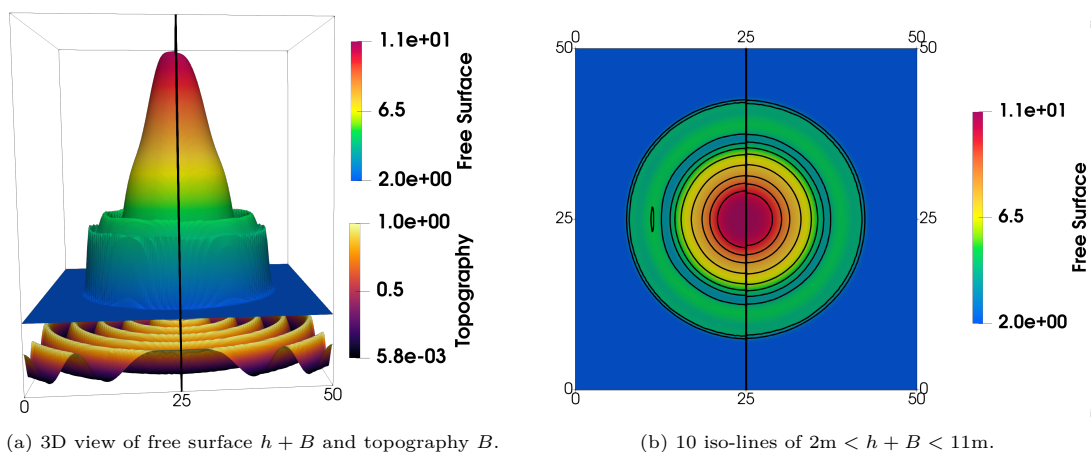 1.1e+01
6.5
2.0e+00
Free Surface
1.0e+00
0.5
5.8e-03
Topography
0
25
50
(a) 3D view of free surface h + B and topography B.
0
25
50
50
50
25
25
0
0
0
25
50
1.1e+01
6.5
2.0e+00
Free Surface
(b) 10 iso-lines of 2m < h + B < 11m.